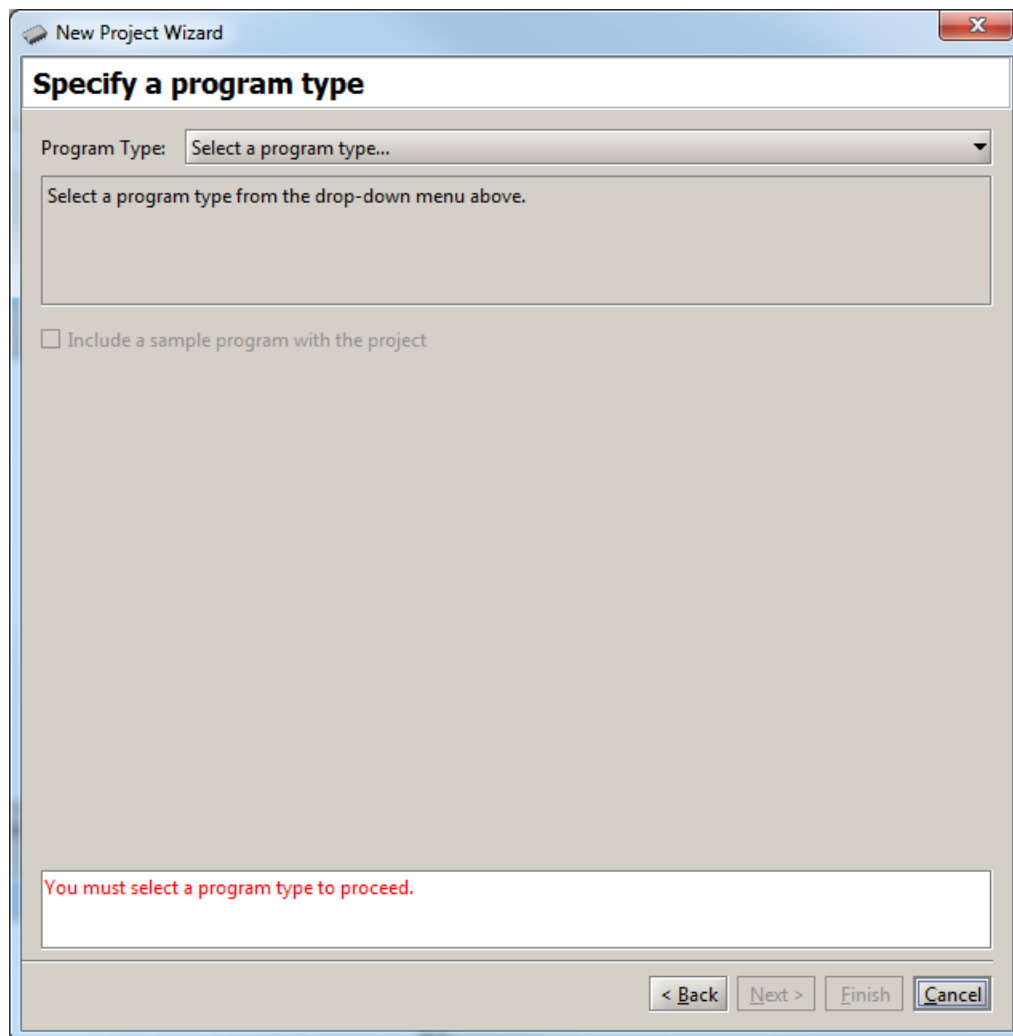 New Project Wizard
Specify a program type
Program Type: Select a program type...
Select a program type from the drop-down menu above.
Include a sample program with the project
You must select a program type to proceed.
< Back Next > Finish Cancel